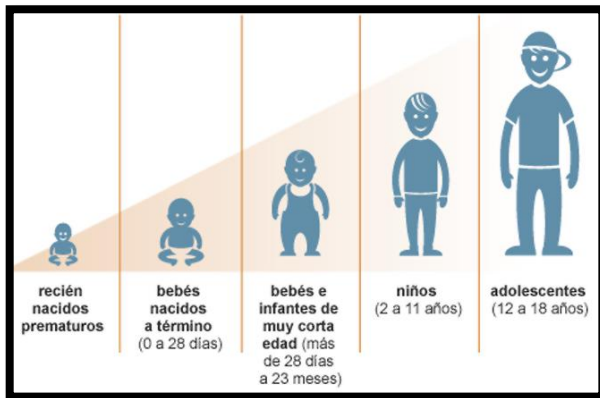 recién
nacidos
prematuros
bebés
nacidos
a término
(0 a 28 días)
bebés e
infantes de
muy corta
edad (más
de 28 días
a 23 meses)
niños
(2 a 11 años)
adolescentes
(12 a 18 años)